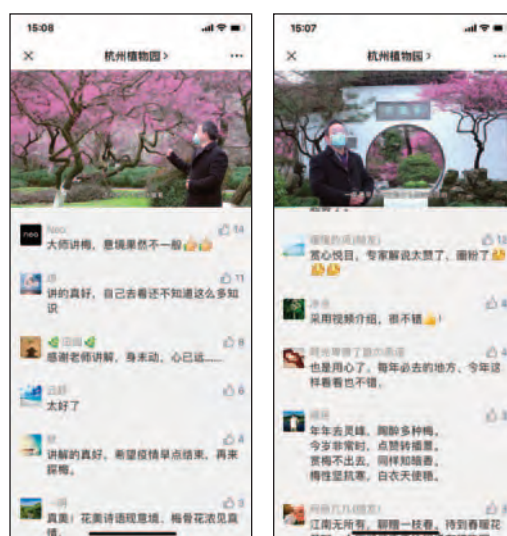 15:08
杭州植物园 >
neo
Neo
14
大师讲梅，意境果然不一般👍👍
11
讲的真好，自己去看还不知道这么多知
识
8
感谢老师讲解，身未动，心已远……
6
太好了
4
讲解的真好，希望疫情早点结束，再来
探梅。
3
真美！花美诗语现意境，梅骨花浓见真
情。
15:07
杭州植物园 >
赏心悦目，专家解说太赞了，圈粉了👍
👍👍
4
采用视频介绍，很不错👍！
4
也是用心了，每年必去的地方、今年这
样看看也不错。
3
年年去灵峰，陶醉多种梅。
今岁非常时，点赞转播意。
赏梅不出去，同样知暗香。
梅性坚抗寒，白衣天使铭。
江南无所有，聊赠一枝春。待到春暖花